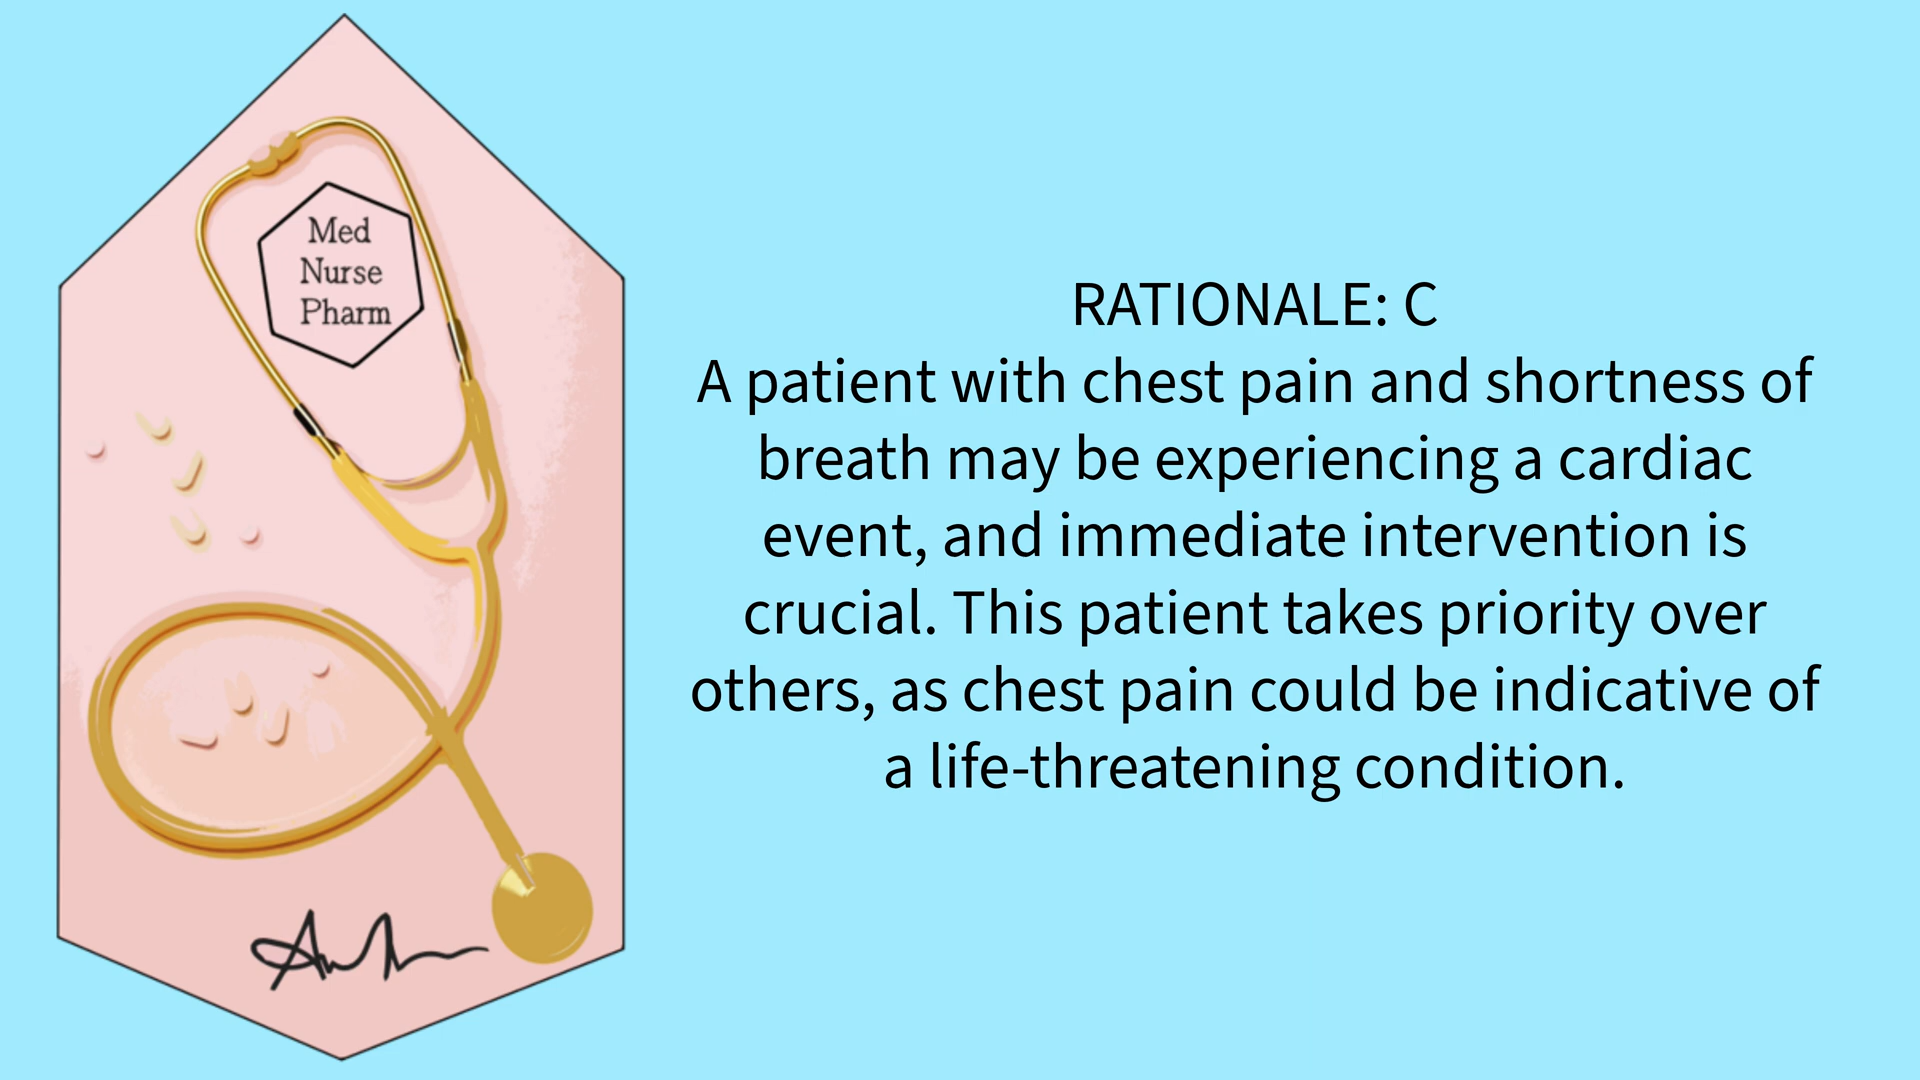 Med
Nurse
Pharm
RATIONALE: C
A patient with chest pain and shortness of
breath may be experiencing a cardiac
event, and immediate intervention is
crucial. This patient takes priority over
others, as chest pain could be indicative of
a life-threatening condition.